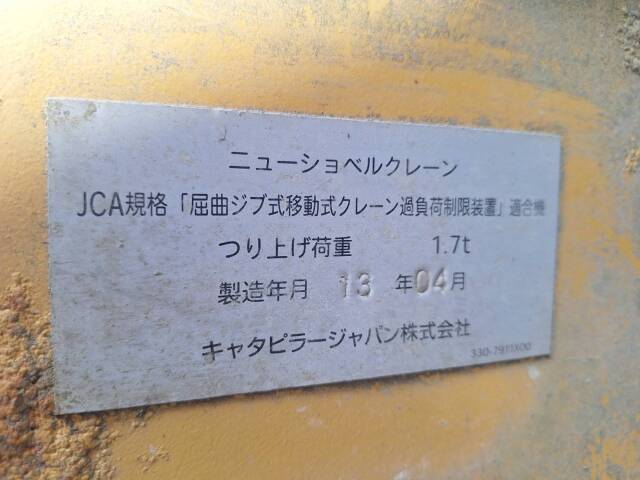 ニューショベルクレーン
JCA規格「屈曲ジブ式移動式クレーン過負荷制限装置」適合機
つり上げ荷重 1.7t
製造年月 13 年04月
キャタピラージャパン株式会社
330-7911X00